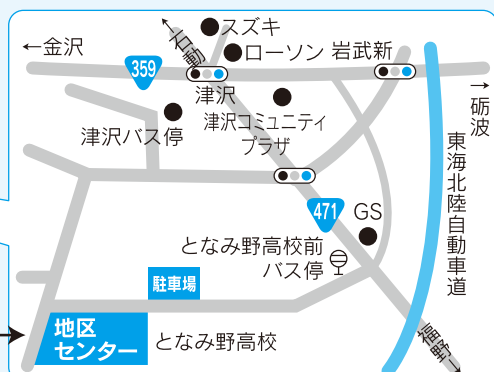 スズキ
←金沢
石動
ローソン
岩武新
359
津沢
→砺波
津沢コミュニティ
プラザ
津沢バス停
東海北陸自動車道
471
GS
となみ野高校前
バス停
駐車場
地区
センター
となみ野高校
福野